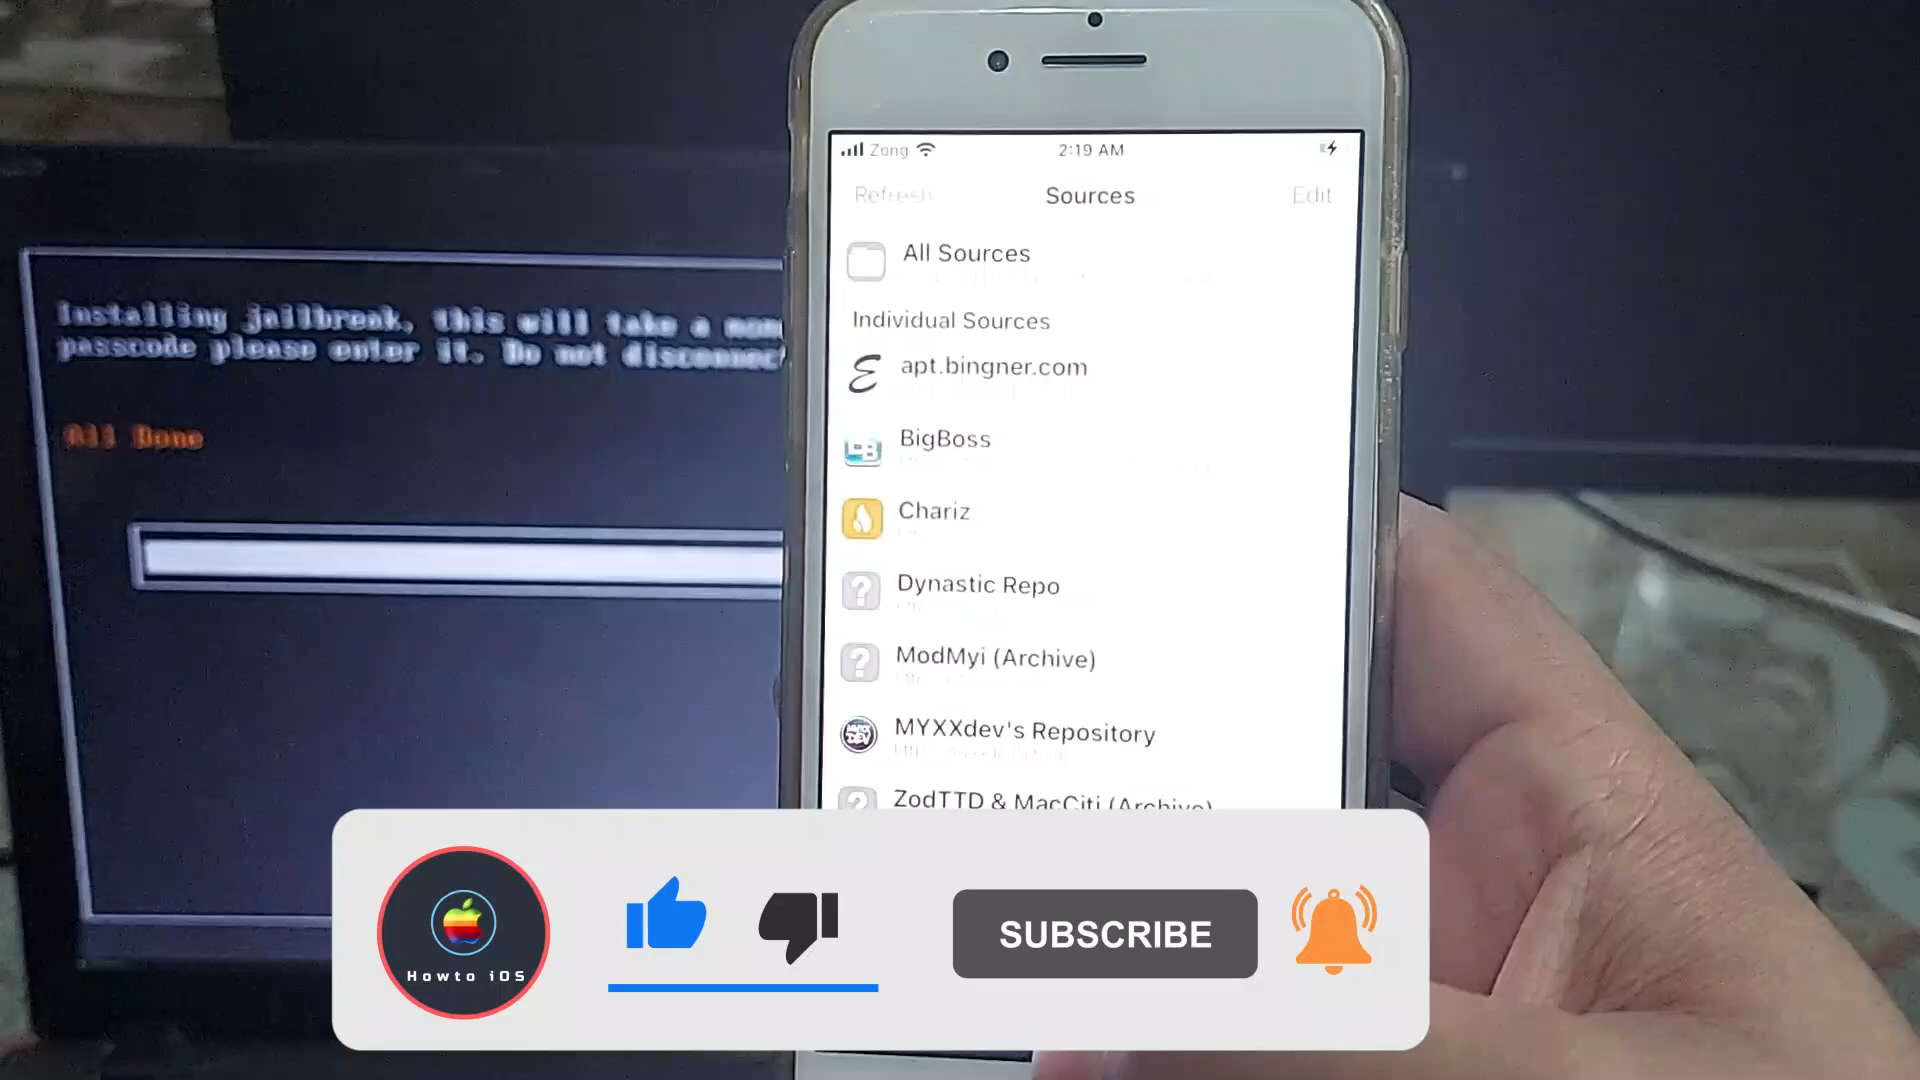 Installing jailbreak, this will take a
passcode please enter it. Do not disconnect
All Done
Zong
2:19 AM
Refresh
Sources
Edit
All Sources
Individual Sources
apt.bingner.com
BigBoss
Chariz
Dynastic Repo
ModMyi (Archive)
MYXXdev's Repository
ZodTTD & MacCiti (Archive)
Howto iOS
SUBSCRIBE